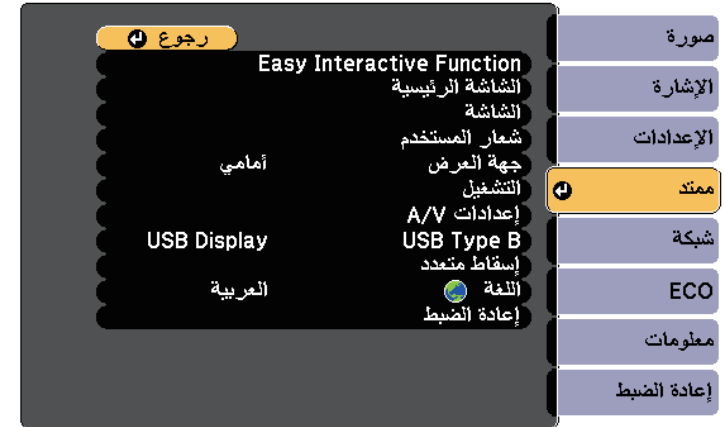 صورة
الإشارة
الإعدادات
ممتد
شبكة
ECO
معلومات
إعادة الضبط
رجوع
Easy Interactive Function
الشاشة الرئيسية
الشاشة
شعار المستخدم
جهة العرض أمامي
التشغيل
إعدادات A/V
USB Type B USB Display
إسقاط متعدد
اللغة العربية
إعادة الضبط